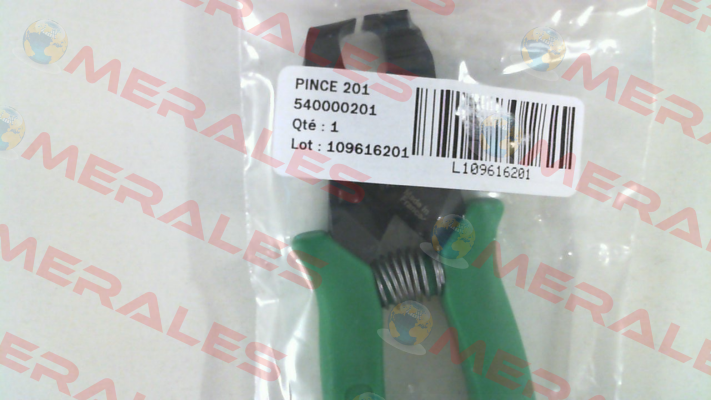 PINCE 201
540000201
Qté : 1
Lot : 109616201
L109616201
MERALES
MERALES
MERALES
MERALES
MERALES